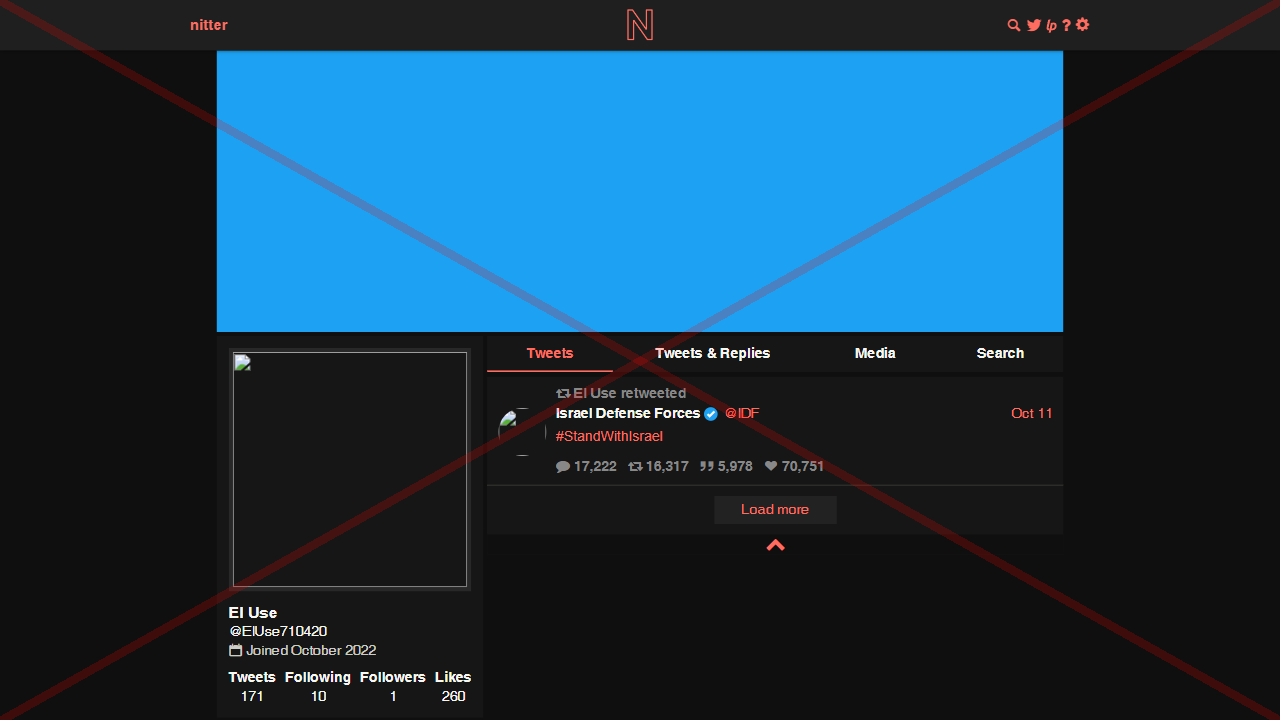 nitter
N
lp ?
Tweets Tweets & Replies Media Search
El Use retweeted
Israel Defense Forces @IDF Oct 11
#StandWithIsrael
17,222 16,317 5,978 70,751
Load more
El Use
@ElUse710420
Joined October 2022
Tweets Following Followers Likes
171 10 1 260